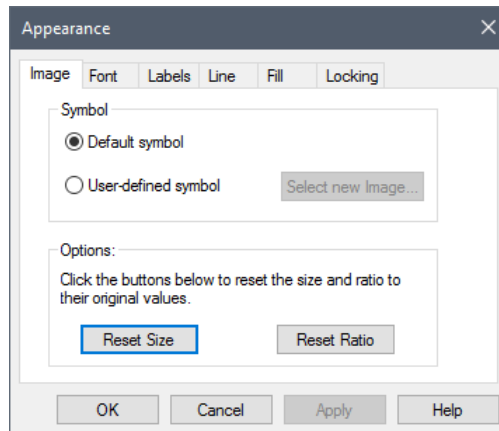 Appearance
Image Font Labels Line Fill Locking
Symbol
Default symbol
User-defined symbol Select new Image...
Options:
Click the buttons below to reset the size and ratio to
their original values.
Reset Size Reset Ratio
OK Cancel Apply Help